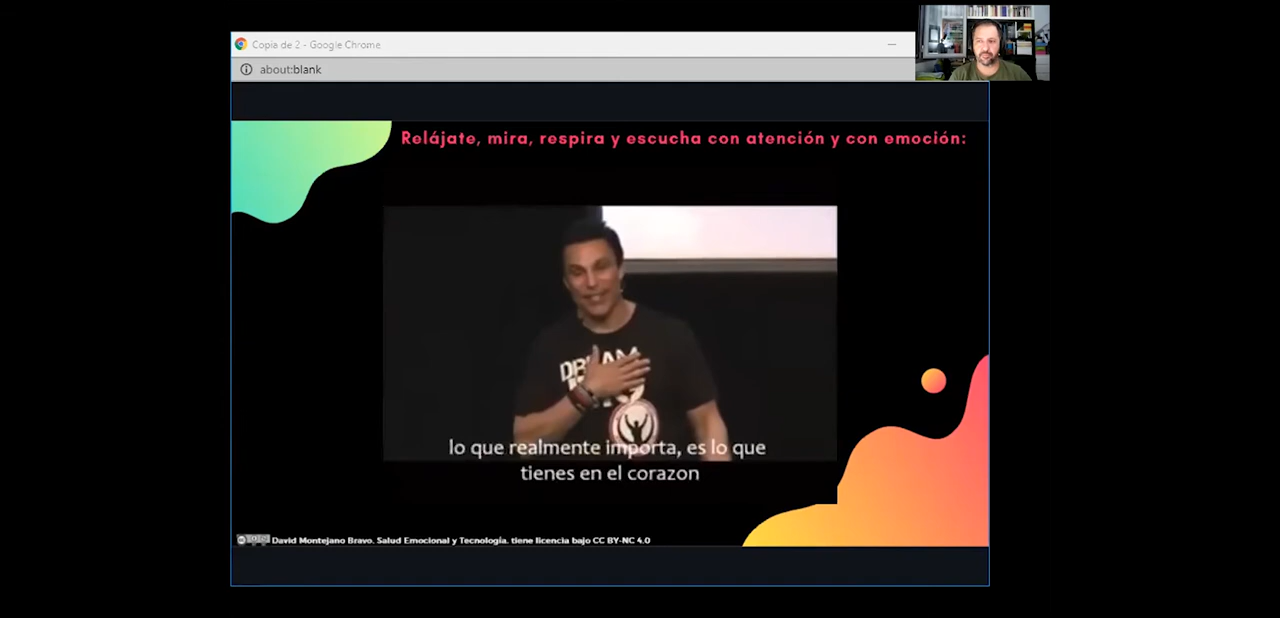 Copia de 2 - Google Chrome
about:blank
Relájate, mira, respira y escucha con atención y con emoción:
lo que realmente importa, es lo que
tienes en el corazon
David Montejano Bravo. Salud Emocional y Tecnología. tiene licencia bajo CC BY-NC 4.0